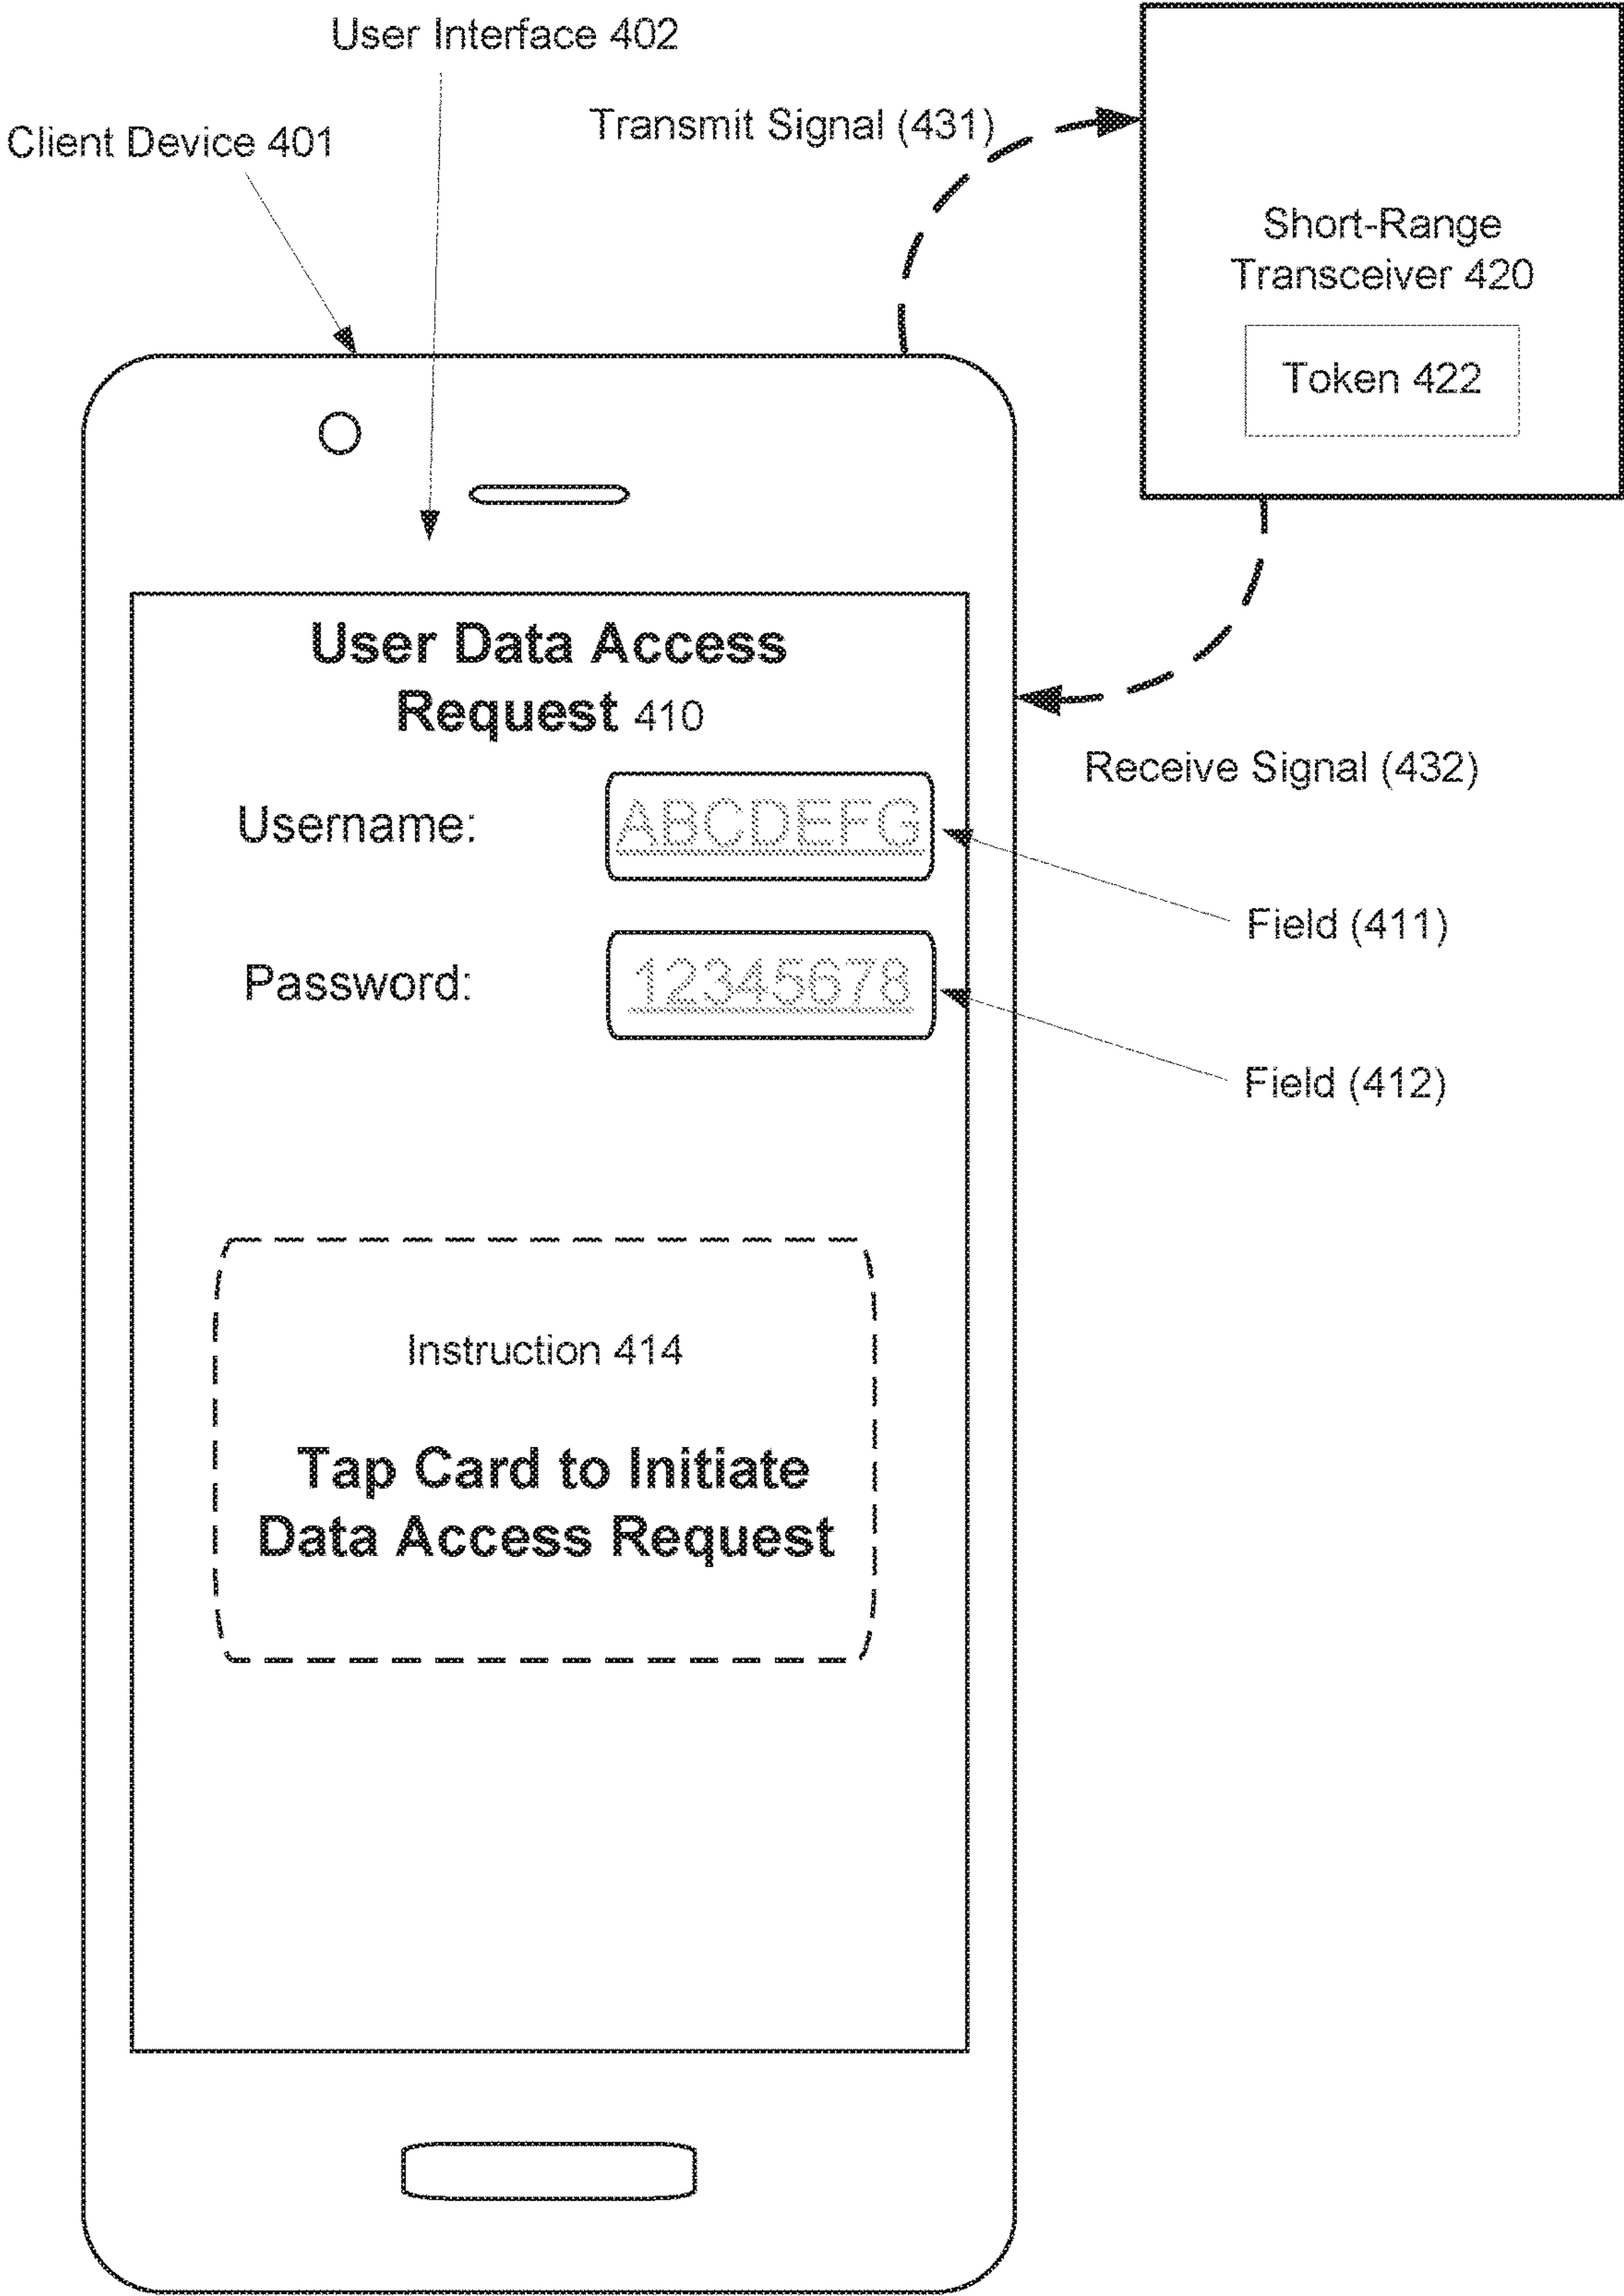 User Interface 402
Client Device 401
Transmit Signal (431)
Short-Range
Transceiver 420
Token 422
User Data Access
Request 410
Receive Signal (432)
Username:
ABCDEFG
Field (411)
Password:
12345678
Field (412)
Instruction 414
Tap Card to Initiate
Data Access Request